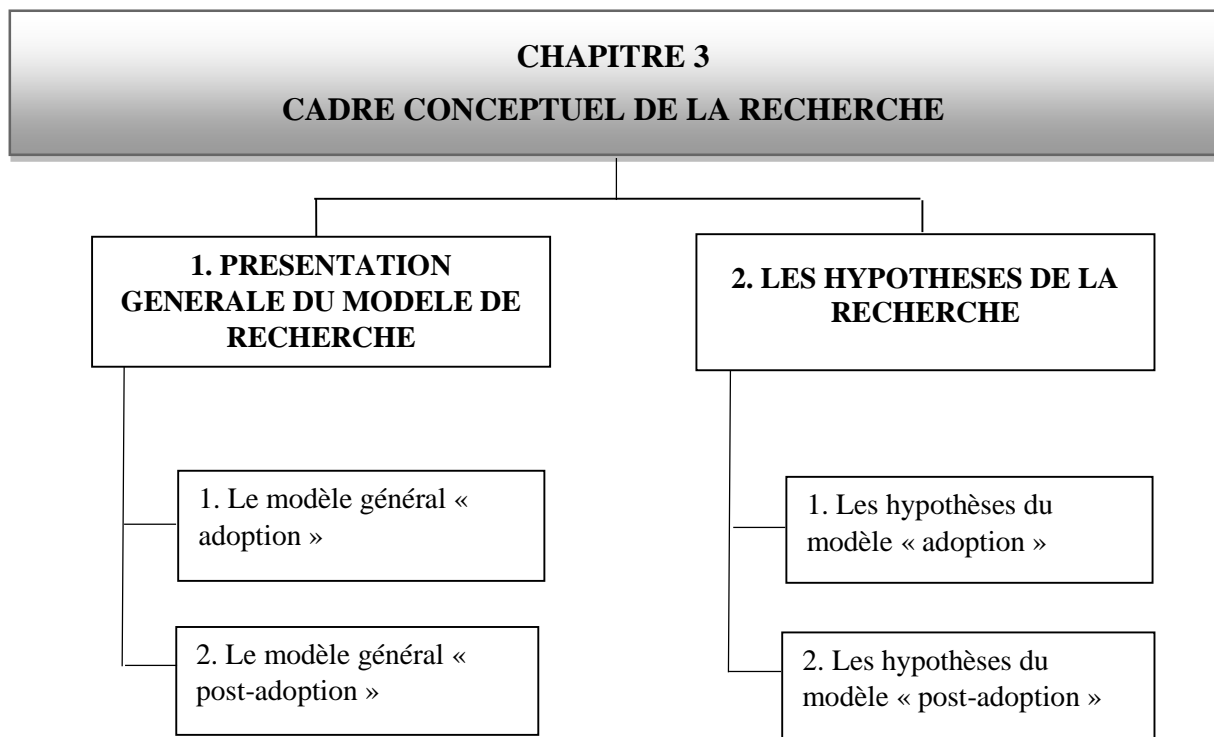 CHAPITRE 3
CADRE CONCEPTUEL DE LA RECHERCHE
1. PRESENTATION
GENERALE DU MODELE DE
RECHERCHE
2. LES HYPOTHESES DE LA
RECHERCHE
1. Le modèle général «
adoption »
2. Le modèle général «
post-adoption »
1. Les hypothèses du
modèle « adoption »
2. Les hypothèses du
modèle « post-adoption »